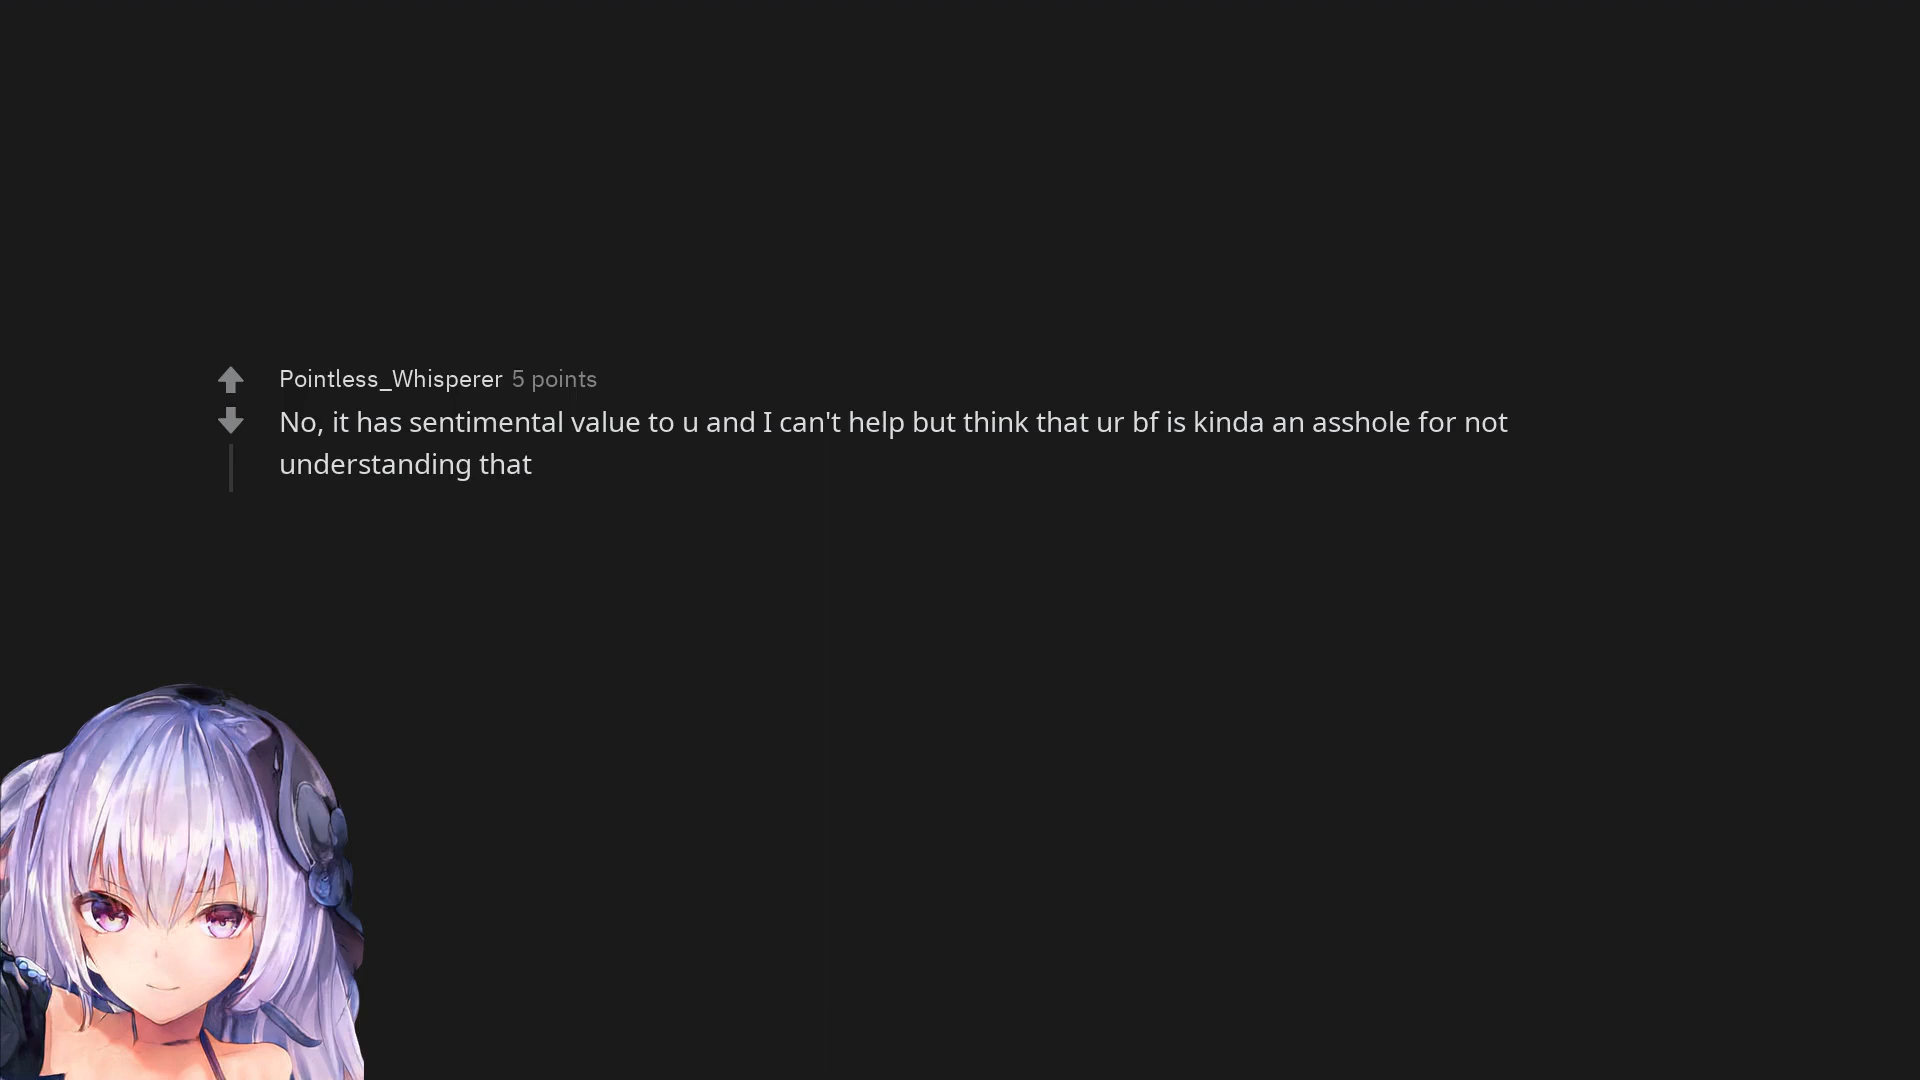 Pointless_Whisperer 5 points
No, it has sentimental value to u and I can't help but think that ur bf is kinda an asshole for not
understanding that